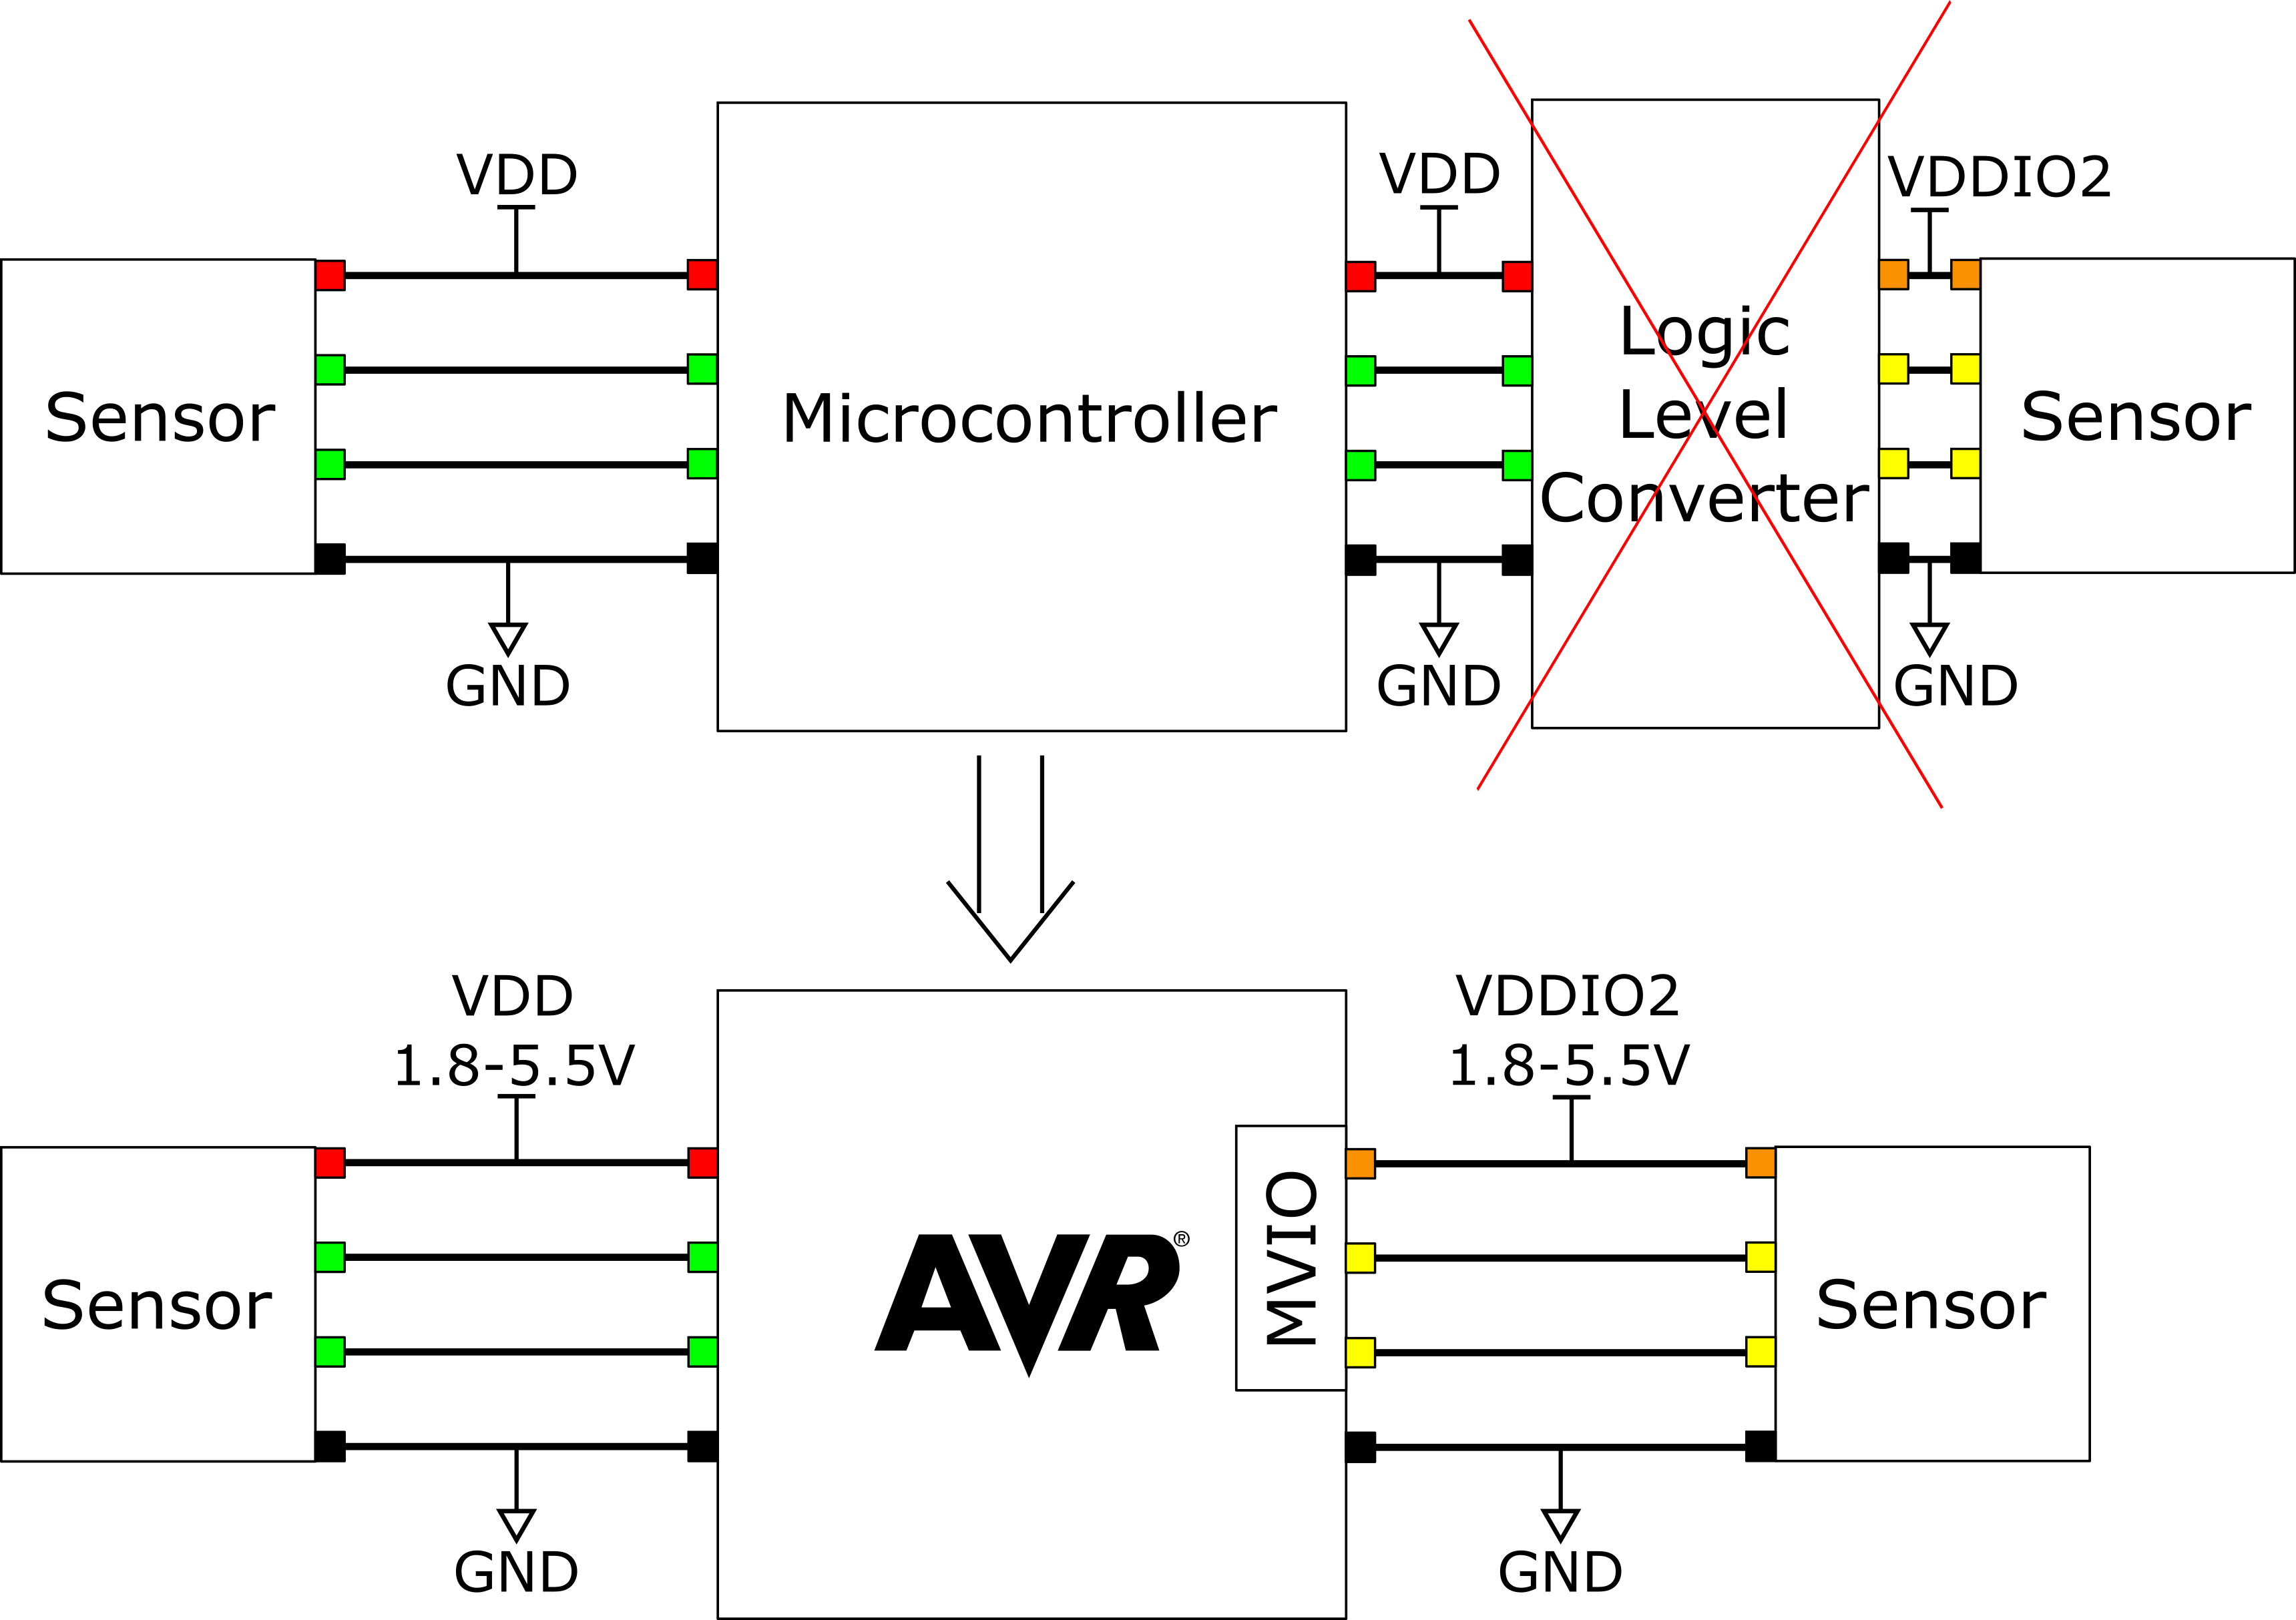 VDD
VDD
VDDIO2
Sensor
Microcontroller
Logic
Level
Converter
Sensor
GND
GND
GND
VDD
1.8-5.5V
VDDIO2
1.8-5.5V
Sensor
AVR®
MVIO
Sensor
GND
GND